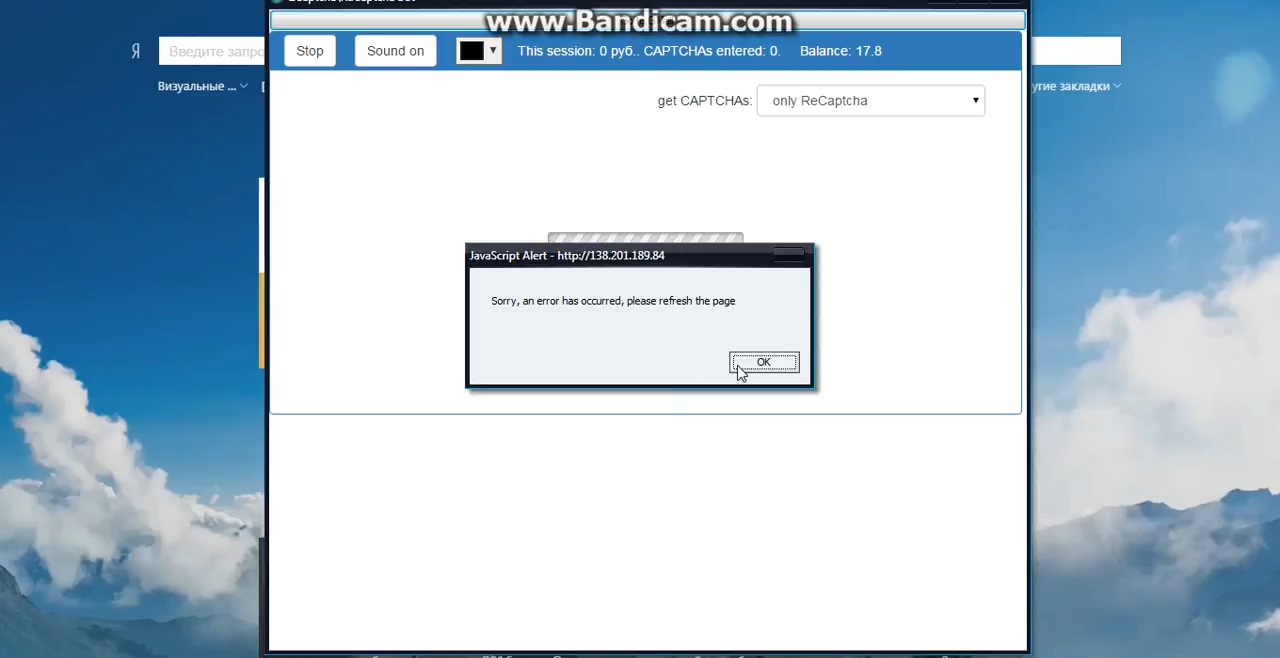 www.Bandicam.com
Я
Введите запро
Stop
Sound on
This session: 0 руб.. CAPTCHAs entered: 0.
Balance: 17.8
Визуальные ...
угие закладки
get CAPTCHAs:
only ReCaptcha
JavaScript Alert - http://138.201.189.84
Sorry, an error has occurred, please refresh the page
OK